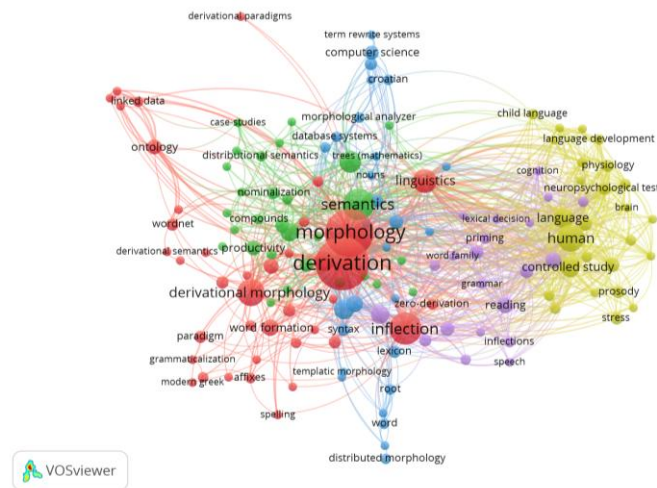 derivational paradigms
term rewrite systems
computer science
croatian
linked data
case studies
morphological analyzer
child language
database systems
ontology
distributional semantics
trees (mathematics)
language development
nouns
cognition
physiology
linguistics
neuropsychological test
nominalization
semantics
brain
wordnet
compounds
lexical decision
language
morphology
priming
human
derivational semantics
productivity
word family
derivation
controlled study
grammar
derivational morphology
zero-derivation
reading
prosody
word formation
syntax
inflection
stress
paradigm
lexicon
inflections
grammaticalization
templatic morphology
speech
modern greek
affixes
root
spelling
word
distributed morphology
VOSviewer